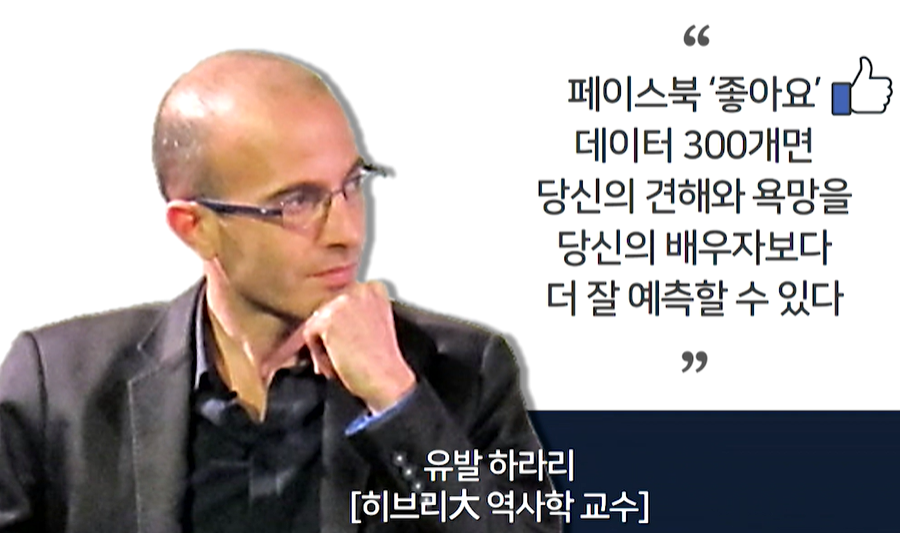 “
페이스북 ‘좋아요’
데이터 300개면
당신의 견해와 욕망을
당신의 배우자보다
더 잘 예측할 수 있다
”
유발 하라리
[히브리大 역사학 교수]